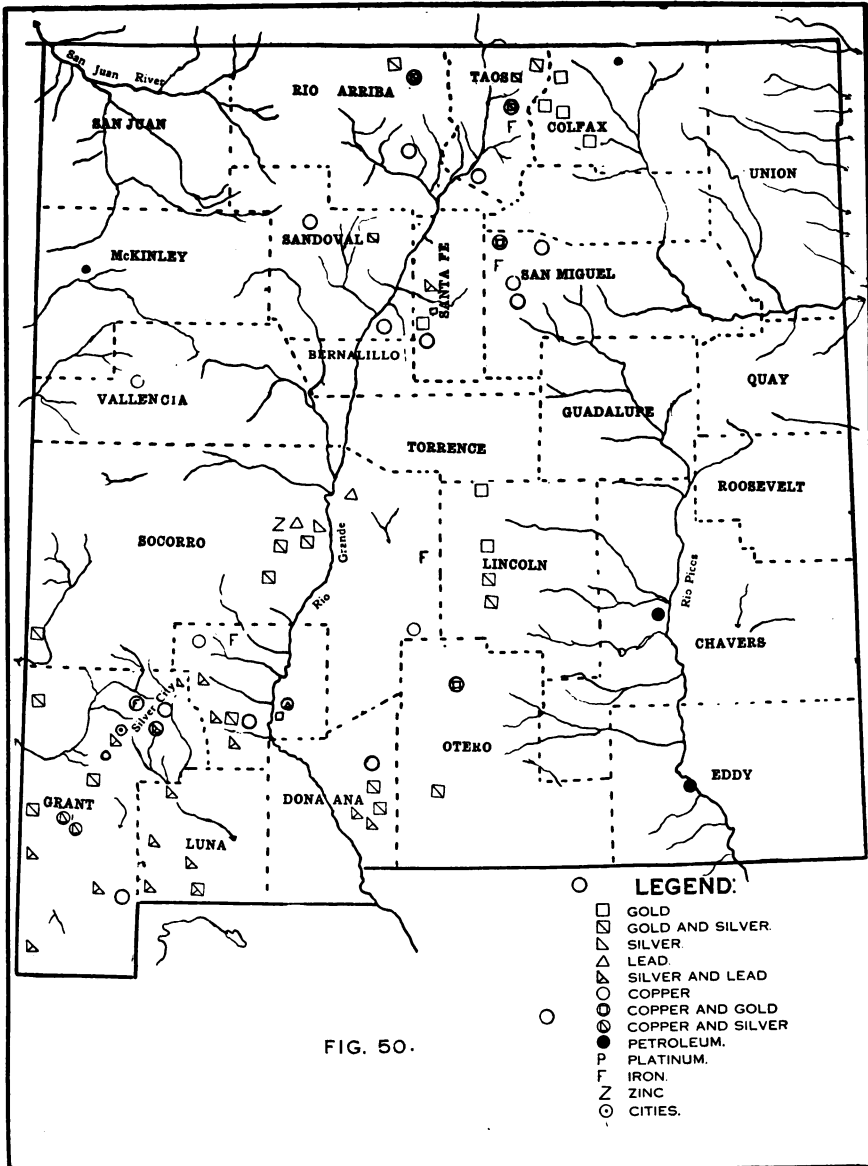 San Juan River
SAN JUAN
RIO ARRIBA
TAOS
F
COLFAX
UNION
McKINLEY
SANDOVAL
SANTA FE
F
SAN MIGUEL
BERNALILLO
VALLENCIA
QUAY
GUADALUPE
TORRENCE
ROOSEVELT
SOCORRO
Z
Rio Grande
F
LINCOLN
Rio Picos
CHAVERS
F
Silver City
OTERO
EDDY
GRANT
LUNA
DONA ANA
LEGEND:
GOLD
GOLD AND SILVER.
SILVER.
LEAD.
SILVER AND LEAD
COPPER
COPPER AND GOLD
COPPER AND SILVER
PETROLEUM.
P PLATINUM.
F IRON.
Z ZINC
CITIES.
FIG. 50.